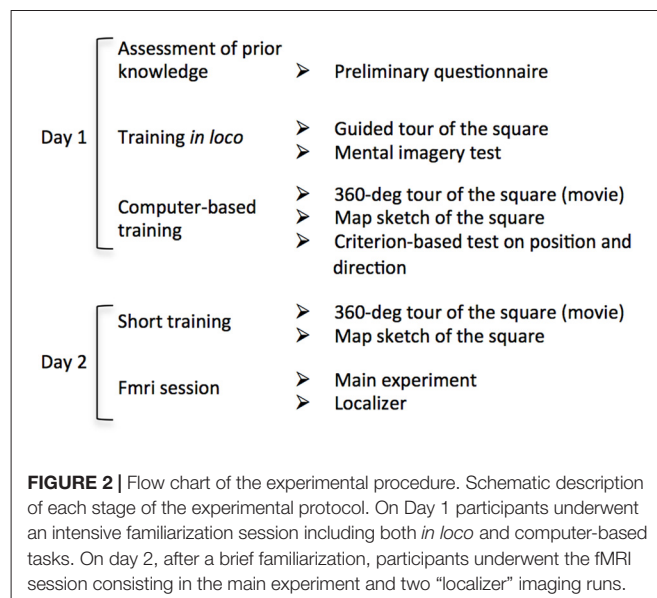 Assessment of prior
knowledge
➤ Preliminary questionnaire
Day 1
Training in loco
➤ Guided tour of the square
➤ Mental imagery test
Computer-based
training
➤ 360-deg tour of the square (movie)
➤ Map sketch of the square
➤ Criterion-based test on position and
direction
Day 2
Short training
➤ 360-deg tour of the square (movie)
➤ Map sketch of the square
Fmri session
➤ Main experiment
➤ Localizer
FIGURE 2 | Flow chart of the experimental procedure. Schematic description
of each stage of the experimental protocol. On Day 1 participants underwent
an intensive familiarization session including both in loco and computer-based
tasks. On day 2, after a brief familiarization, participants underwent the fMRI
session consisting in the main experiment and two “localizer” imaging runs.